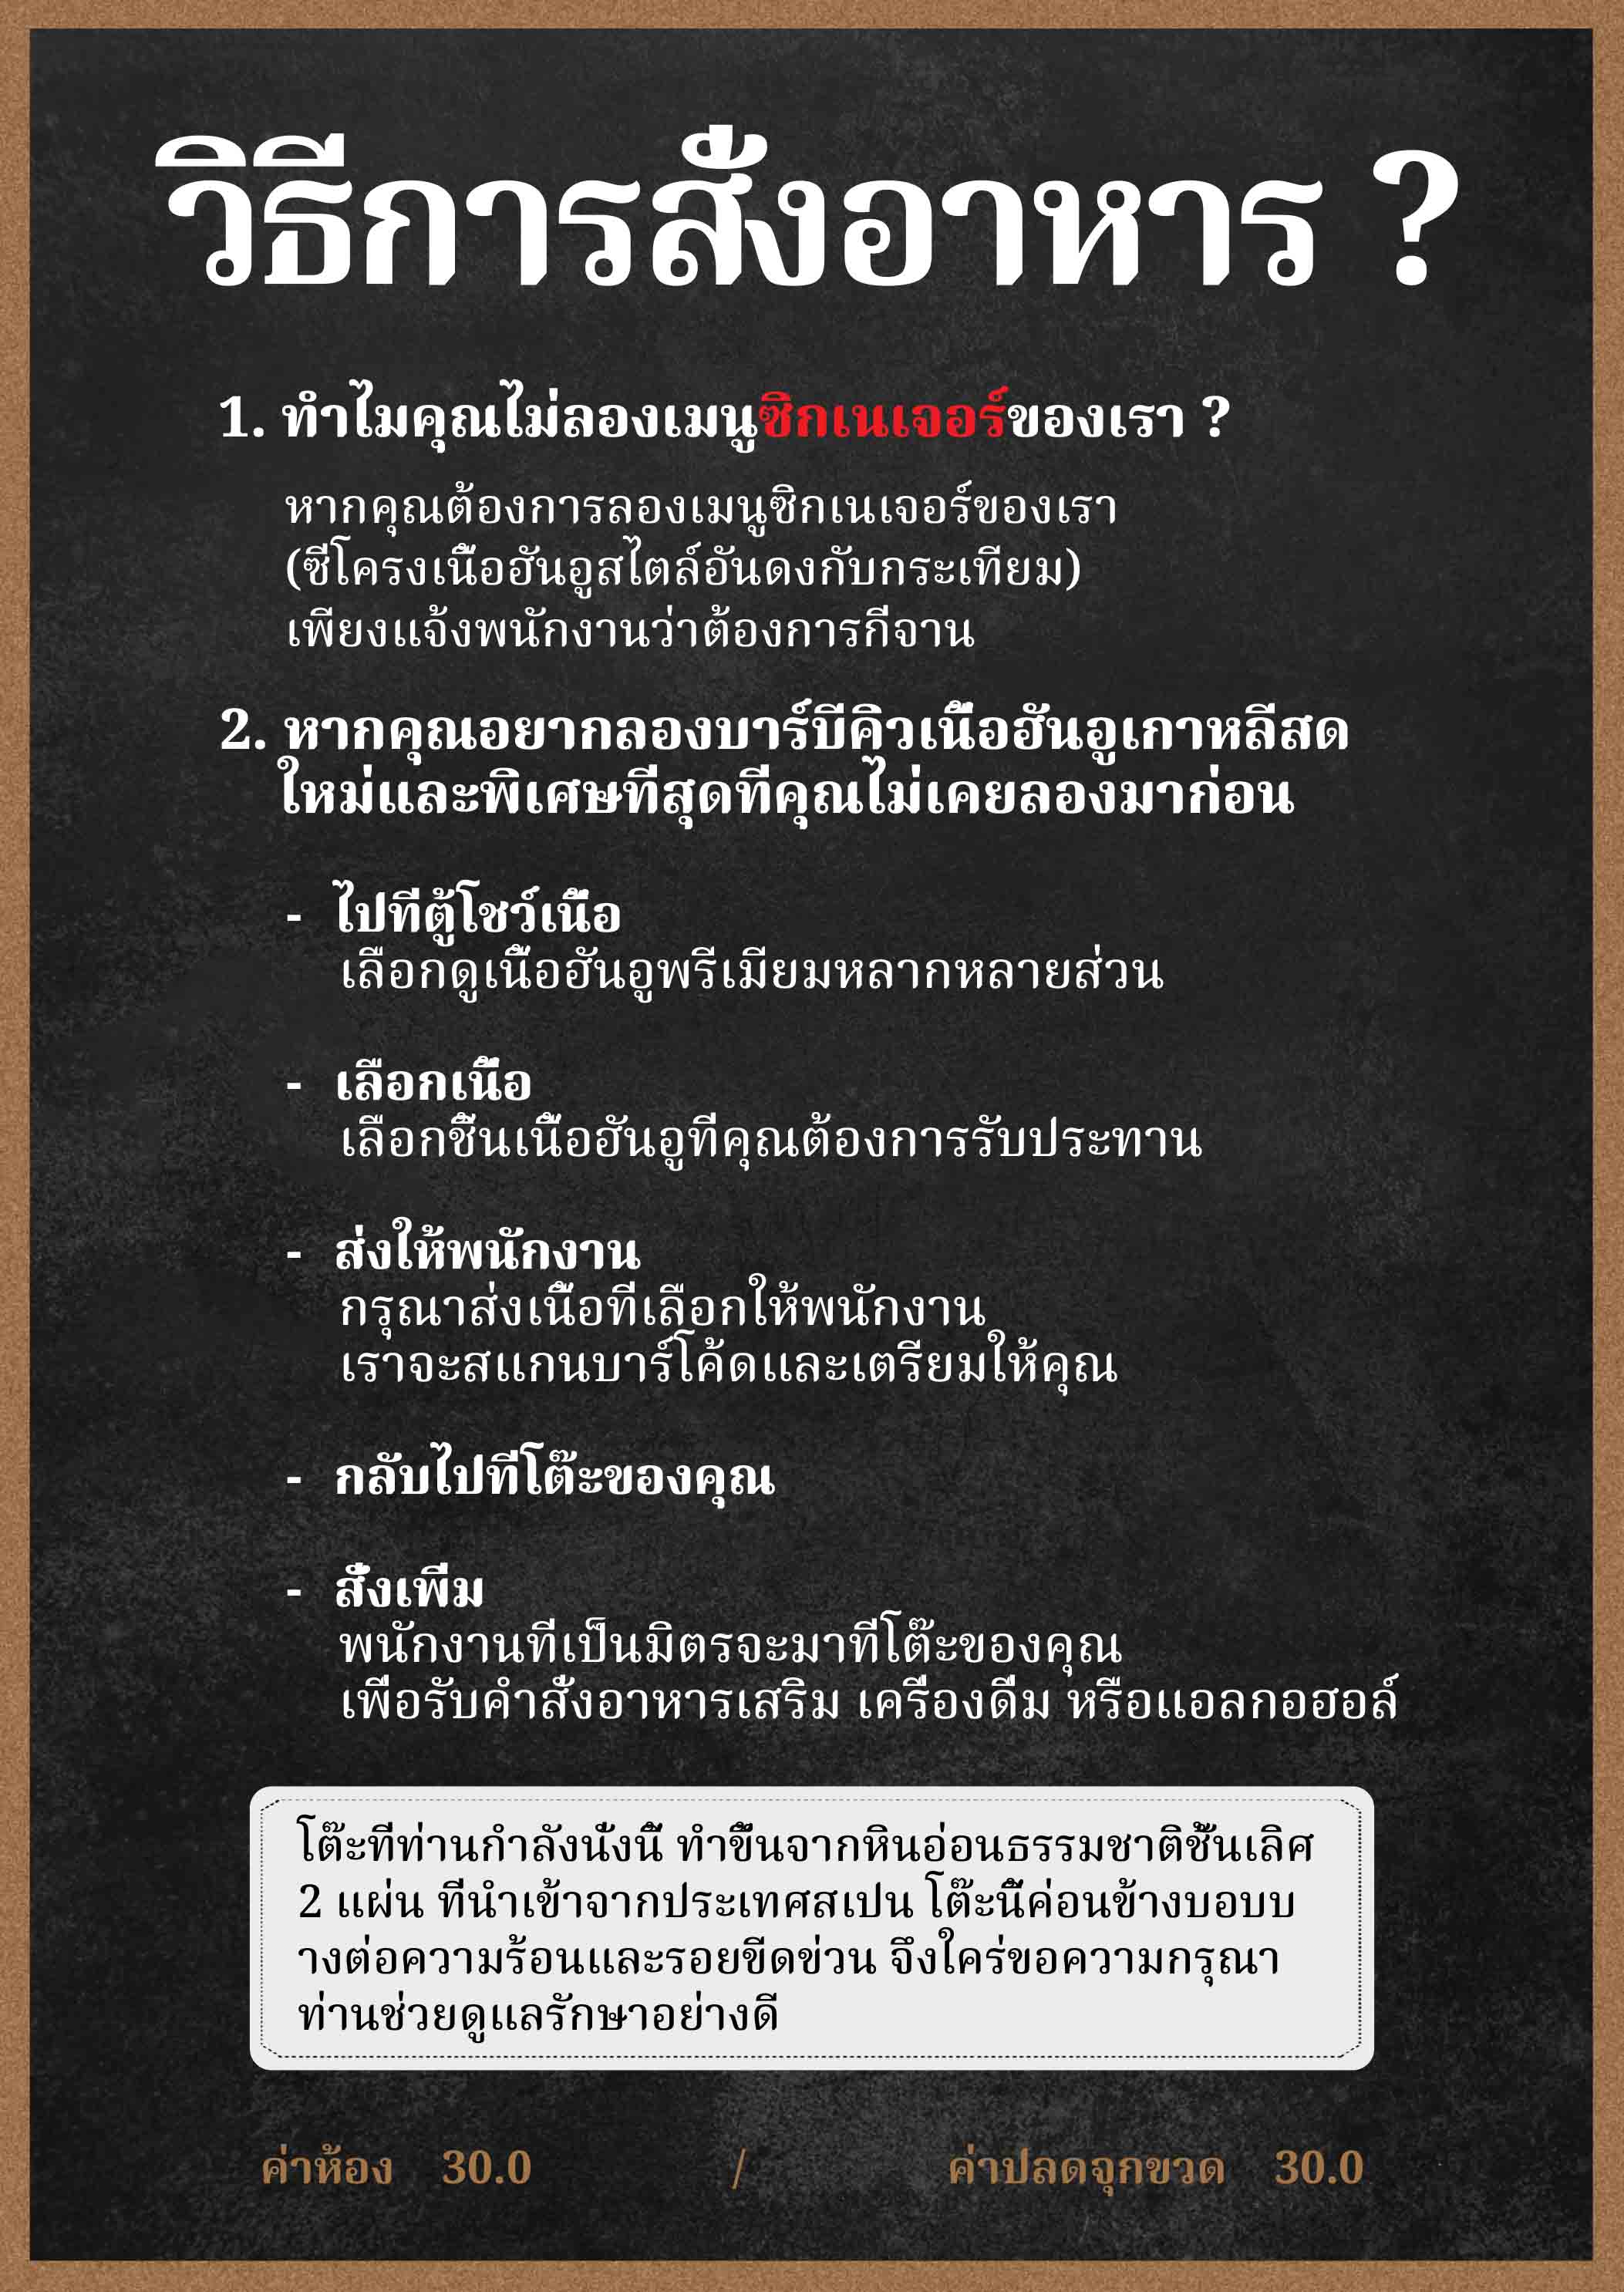 วิธีการสั่งอาหาร ?
1. ทำไมคุณไม่ลองเมนูซิกเนเจอร์ของเรา ?
หากคุณต้องการลองเมนูซิกเนเจอร์ของเรา
(ซี่โครงเนื้อฮันอูสไตล์อันดงกับกระเทียม)
เพียงแจ้งพนักงานว่าต้องการกี่จาน
2. หากคุณอยากลองบาร์บีคิวเนื้อฮันอูเกาหลีสด
ใหม่และพิเศษที่สุดที่คุณไม่เคยลองมาก่อน
- ไปที่ตู้โชว์เนื้อ
เลือกดูเนื้อฮันอูพรีเมียมหลากหลายส่วน
- เลือกเนื้อ
เลือกชิ้นเนื้อฮันอูที่คุณต้องการรับประทาน
- ส่งให้พนักงาน
กรุณาส่งเนื้อที่เลือกให้พนักงาน
เราจะสแกนบาร์โค้ดและเตรียมให้คุณ
- กลับไปที่โต๊ะของคุณ
- สั่งเพิ่ม
พนักงานที่เป็นมิตรจะมาที่โต๊ะของคุณ
เพื่อรับคำสั่งอาหารเสริม เครื่องดื่ม หรือแอลกอฮอล์
โต๊ะที่ท่านกำลังนั่งนี้ ทำขึ้นจากหินอ่อนธรรมชาติชั้นเลิศ
2 แผ่น ที่นำเข้าจากประเทศสเปน โต๊ะนี้ค่อนข้างบอบบ
างต่อความร้อนและรอยขีดข่วน จึงใคร่ขอความกรุณา
ท่านช่วยดูแลรักษาอย่างดี
ค่าห้อง 30.0 / ค่าปลดจุกขวด 30.0